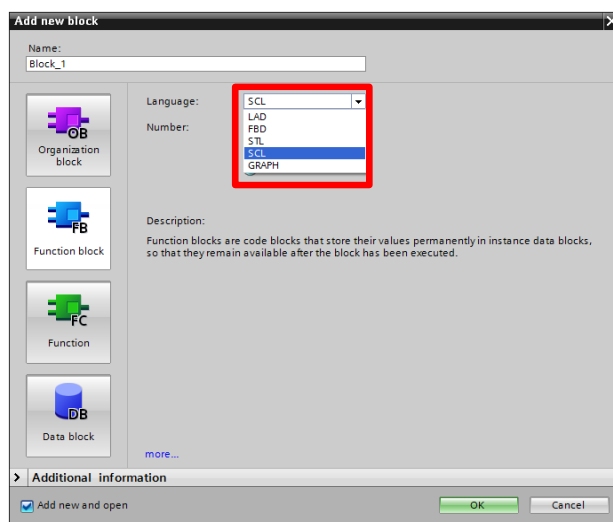 Add new block
Name:
Block_1
OB
Organization
block
FB
Function block
FC
Function
DB
Data block
Language:
SCL
LAD
FBD
STL
SCL
GRAPH
Number:
Description:
Function blocks are code blocks that store their values permanently in instance data blocks,
so that they remain available after the block has been executed.
more...
Additional information
Add new and open
OK
Cancel